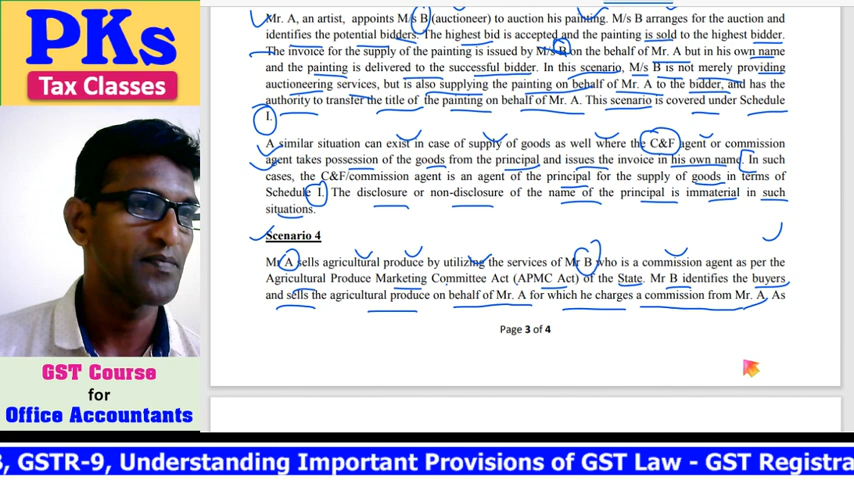 PKs
Tax Classes
Mr. A, an artist, appoints M/s B (auctioneer) to auction his painting. M/s B arranges for the auction and
identifies the potential bidders. The highest bid is accepted and the painting is sold to the highest bidder.
The invoice for the supply of the painting is issued by M/s B on the behalf of Mr. A but in his own name
and the painting is delivered to the successful bidder. In this scenario, M/s B is not merely providing
auctioneering services, but is also supplying the painting on behalf of Mr. A to the bidder, and has the
authority to transfer the title of the painting on behalf of Mr. A. This scenario is covered under Schedule
I.
A similar situation can exist in case of supply of goods as well where the C&F agent or commission
agent takes possession of the goods from the principal and issues the invoice in his own name. In such
cases, the C&F/commission agent is an agent of the principal for the supply of goods in terms of
Schedule I. The disclosure or non-disclosure of the name of the principal is immaterial in such
situations.
Scenario 4
Mr A sells agricultural produce by utilizing the services of Mr B who is a commission agent as per the
Agricultural Produce Marketing Committee Act (APMC Act) of the State. Mr B identifies the buyers
and sells the agricultural produce on behalf of Mr. A for which he charges a commission from Mr. A. As
Page 3 of 4
GST Course
for
Office Accountants
3, GSTR-9, Understanding Important Provisions of GST Law - GST Registra